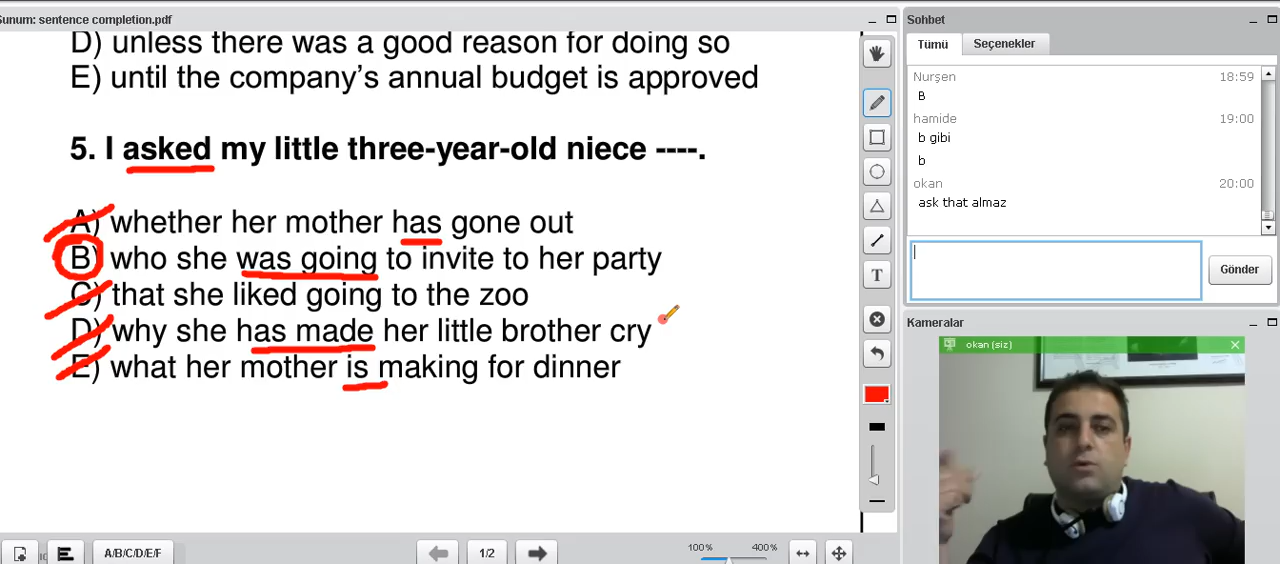 Sunum: sentence completion.pdf
D) unless there was a good reason for doing so
E) until the company's annual budget is approved
5. I asked my little three-year-old niece ----.
A) whether her mother has gone out
B) who she was going to invite to her party
C) that she liked going to the zoo
D) why she has made her little brother cry
E) what her mother is making for dinner
T
A/B/C/D/E/F
1/2
100%
400%
Sohbet
Tümü
Seçenekler
Nurşen 18:59
B
hamide 19:00
b gibi
b
okan 20:00
ask that almaz
Gönder
Kameralar
okan (siz)